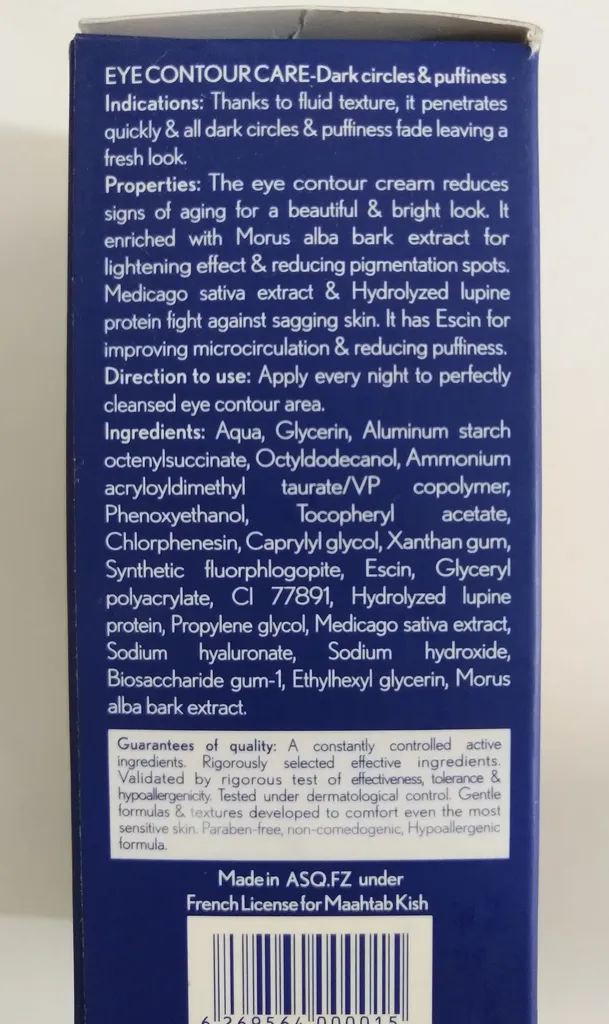 EYE CONTOUR CARE-Dark circles & puffiness
Indications: Thanks to fluid texture, it penetrates
quickly & all dark circles & puffiness fade leaving a
fresh look.
Properties: The eye contour cream reduces
signs of aging for a beautiful & bright look. It
enriched with Morus alba bark extract for
lightening effect & reducing pigmentation spots.
Medicago sativa extract & Hydrolyzed lupine
protein fight against sagging skin. It has Escin for
improving microcirculation & reducing puffiness.
Direction to use: Apply every night to perfectly
cleansed eye contour area.
Ingredients: Aqua, Glycerin, Aluminum starch
octenylsuccinate, Octyldodecanol, Ammonium
acryloyldimethyl taurate/VP copolymer,
Phenoxyethanol, Tocopheryl acetate,
Chlorphenesin, Caprylyl glycol, Xanthan gum,
Synthetic fluorphlogopite, Escin, Glyceryl
polyacrylate, CI 77891, Hydrolyzed lupine
protein, Propylene glycol, Medicago sativa extract,
Sodium hyaluronate, Sodium hydroxide,
Biosaccharide gum-1, Ethylhexyl glycerin, Morus
alba bark extract.
Guarantees of quality: A constantly controlled active
ingredients. Rigorously selected effective ingredients.
Validated by rigorous test of effectiveness, tolerance &
hypoallergenicity. Tested under dermatological control. Gentle
formulas & textures developed to comfort even the most
sensitive skin. Paraben-free, non-comedogenic, Hypoallergenic
formula.
Made in ASQ.FZ under
French License for Maahtab Kish
6 269564 000015